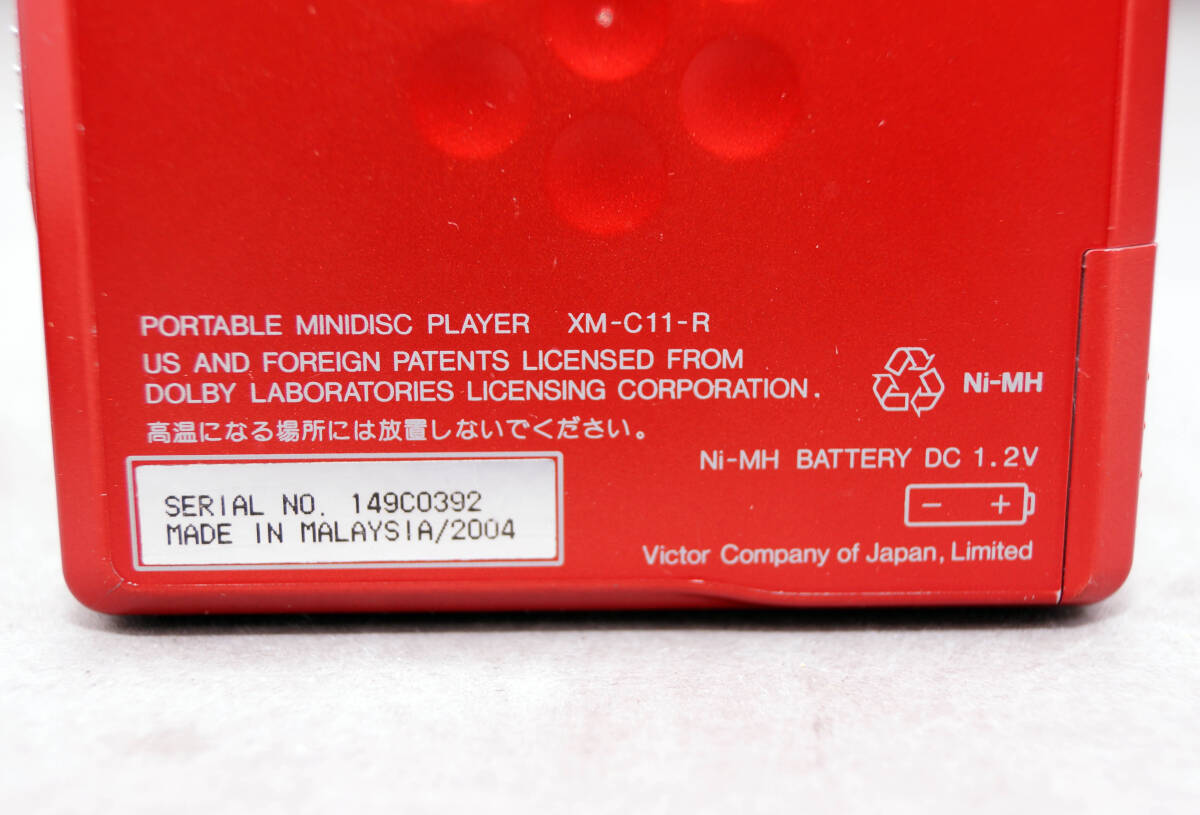 PORTABLE MINIDISC PLAYER XM-C11-R
US AND FOREIGN PATENTS LICENSED FROM
DOLBY LABORATORIES LICENSING CORPORATION.
高温になる場所には放置しないでください。
Ni-MH
Ni-MH BATTERY DC 1.2V
- +
SERIAL NO. 149C0392
MADE IN MALAYSIA/2004
Victor Company of Japan, Limited